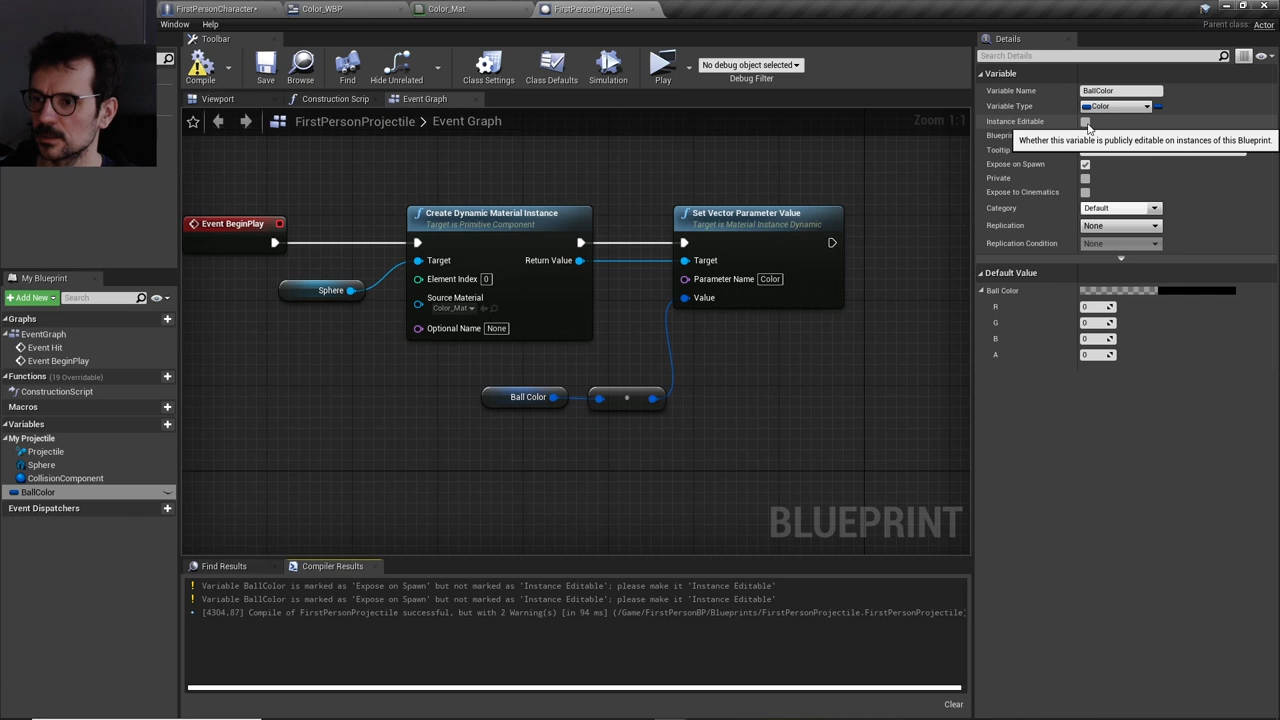 FirstPersonCharacter*
Color_WBP
Color_Mat
FirstPersonProjectile*
Window
Help
Parent class: Actor
Toolbar
Compile
Save
Browse
Find
Hide Unrelated
Class Settings
Class Defaults
Simulation
Play
No debug object selected
Debug Filter
Viewport
Construction Scrip
Event Graph
FirstPersonProjectile > Event Graph
Zoom 1:1
Event BeginPlay
Create Dynamic Material Instance
Target is Primitive Component
Target
Return Value
Element Index 0
Source Material
Color_Mat
Optional Name None
Sphere
Set Vector Parameter Value
Target is Material Instance Dynamic
Target
Parameter Name Color
Value
Ball Color
BLUEPRINT
My Blueprint
Add New
Search
Graphs
EventGraph
Event Hit
Event BeginPlay
Functions (19 Overridable)
ConstructionScript
Macros
Variables
My Projectile
Projectile
Sphere
CollisionComponent
BallColor
Event Dispatchers
Find Results
Compiler Results
! Variable BallColor is marked as 'Expose on Spawn' but not marked as 'Instance Editable'; please make it 'Instance Editable'
! Variable BallColor is marked as 'Expose on Spawn' but not marked as 'Instance Editable'; please make it 'Instance Editable'
• [4304,87] Compile of FirstPersonProjectile successful, but with 2 Warning(s) [in 94 ms] (/Game/FirstPersonBP/Blueprints/FirstPersonProjectile.FirstPersonProjectile)
Clear
Details
Search Details
Variable
Variable Name BallColor
Variable Type Color
Instance Editable
Bluepri
Whether this variable is publicly editable on instances of this Blueprint.
Tooltip
Expose on Spawn
Private
Expose to Cinematics
Category Default
Replication None
Replication Condition None
Default Value
Ball Color
R 0
G 0
B 0
A 0